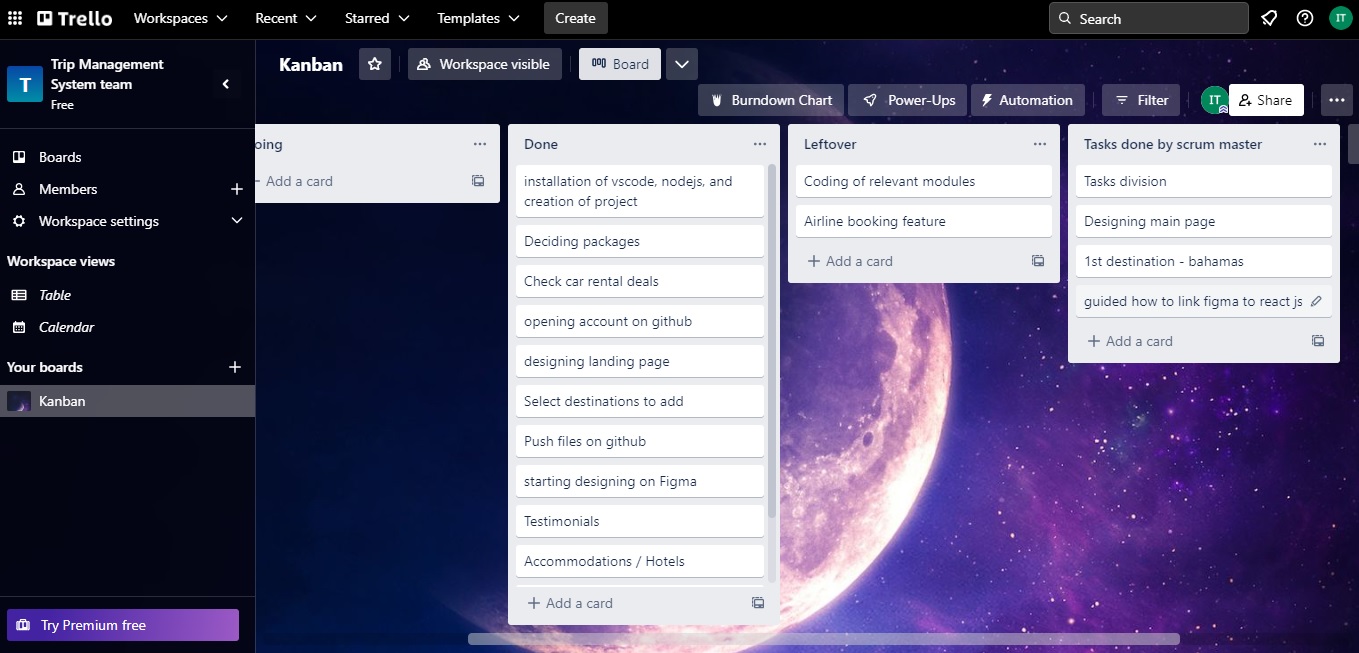 Trello
Workspaces
Recent
Starred
Templates
Create
Search
IT
T
Trip Management
System team
Free
Boards
Members
Workspace settings
Workspace views
Table
Calendar
Your boards
Kanban
Try Premium free
Kanban
Workspace visible
Board
Burndown Chart
Power-Ups
Automation
Filter
IT
Share
oing
Add a card
Done
installation of vscode, nodejs, and
creation of project
Deciding packages
Check car rental deals
opening account on github
designing landing page
Select destinations to add
Push files on github
starting designing on Figma
Testimonials
Accommodations / Hotels
Add a card
Leftover
Coding of relevant modules
Airline booking feature
Add a card
Tasks done by scrum master
Tasks division
Designing main page
1st destination - bahamas
guided how to link figma to react js
Add a card